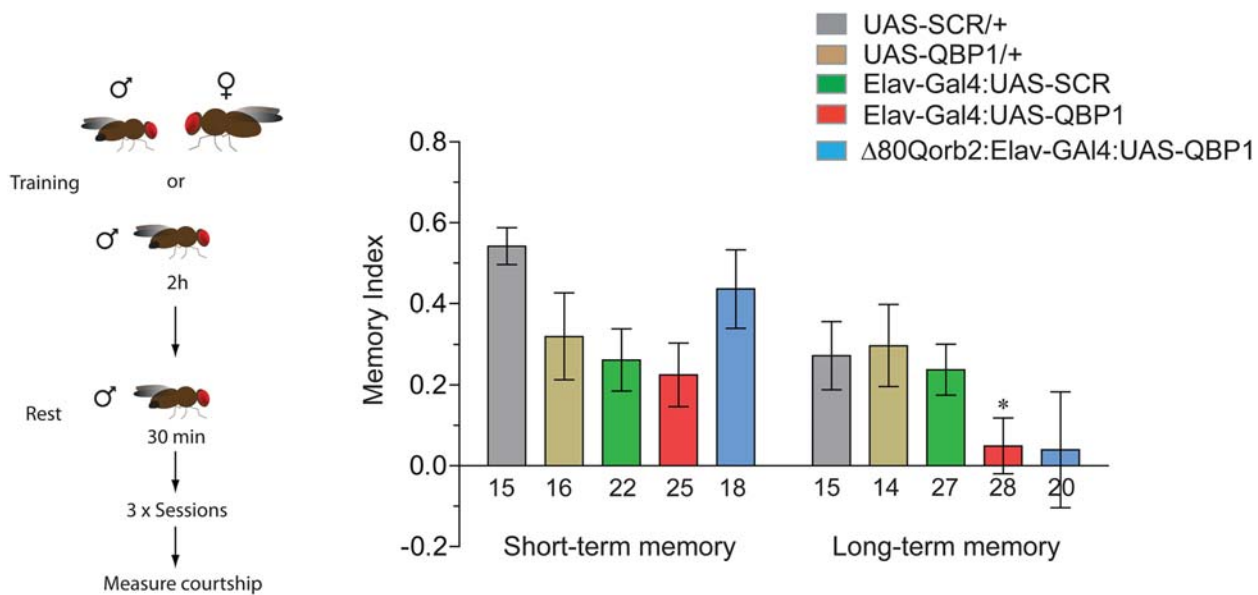 ♂ ♀
Training
or
♂
2h
Rest
♂
30 min
3 x Sessions
Measure courtship
UAS-SCR/+
UAS-QBP1/+
Elav-Gal4:UAS-SCR
Elav-Gal4:UAS-QBP1
Δ80Qorb2:Elav-GAl4:UAS-QBP1
Memory Index
0.8
0.6
0.4
0.2
0.0
-0.2
*
15 16 22 25 18 15 14 27 28 20
Short-term memory Long-term memory